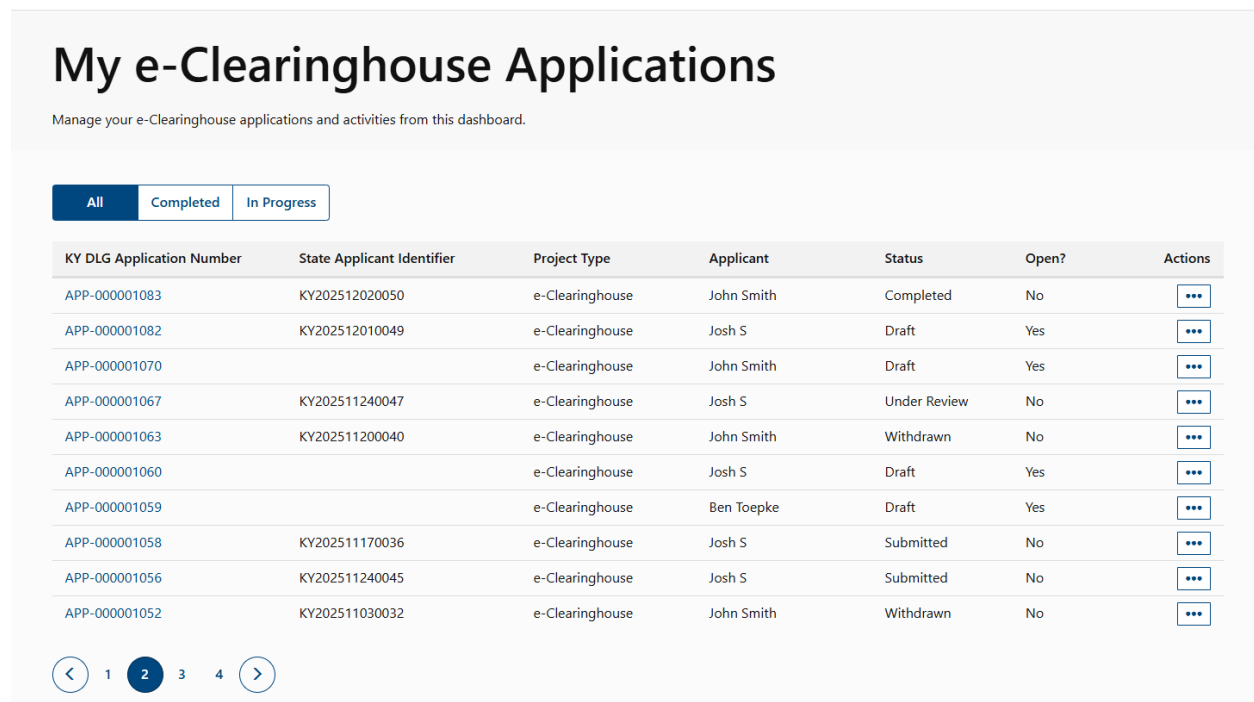 My e-Clearinghouse Applications
Manage your e-Clearinghouse applications and activities from this dashboard.
All Completed In Progress
KY DLG Application Number State Applicant Identifier Project Type Applicant Status Open? Actions
APP-000001083 KY202512020050 e-Clearinghouse John Smith Completed No
APP-000001082 KY202512010049 e-Clearinghouse Josh S Draft Yes
APP-000001070 e-Clearinghouse John Smith Draft Yes
APP-000001067 KY202511240047 e-Clearinghouse Josh S Under Review No
APP-000001063 KY202511200040 e-Clearinghouse John Smith Withdrawn No
APP-000001060 e-Clearinghouse Josh S Draft Yes
APP-000001059 e-Clearinghouse Ben Toepke Draft Yes
APP-000001058 KY202511170036 e-Clearinghouse Josh S Submitted No
APP-000001056 KY202511240045 e-Clearinghouse Josh S Submitted No
APP-000001052 KY202511030032 e-Clearinghouse John Smith Withdrawn No
1 2 3 4